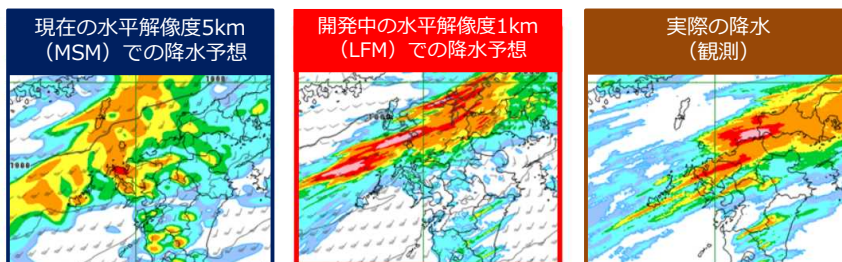 現在の水平解像度5km
（MSM）での降水予想
開発中の水平解像度1km
（LFM）での降水予想
実際の降水
（観測）
1000